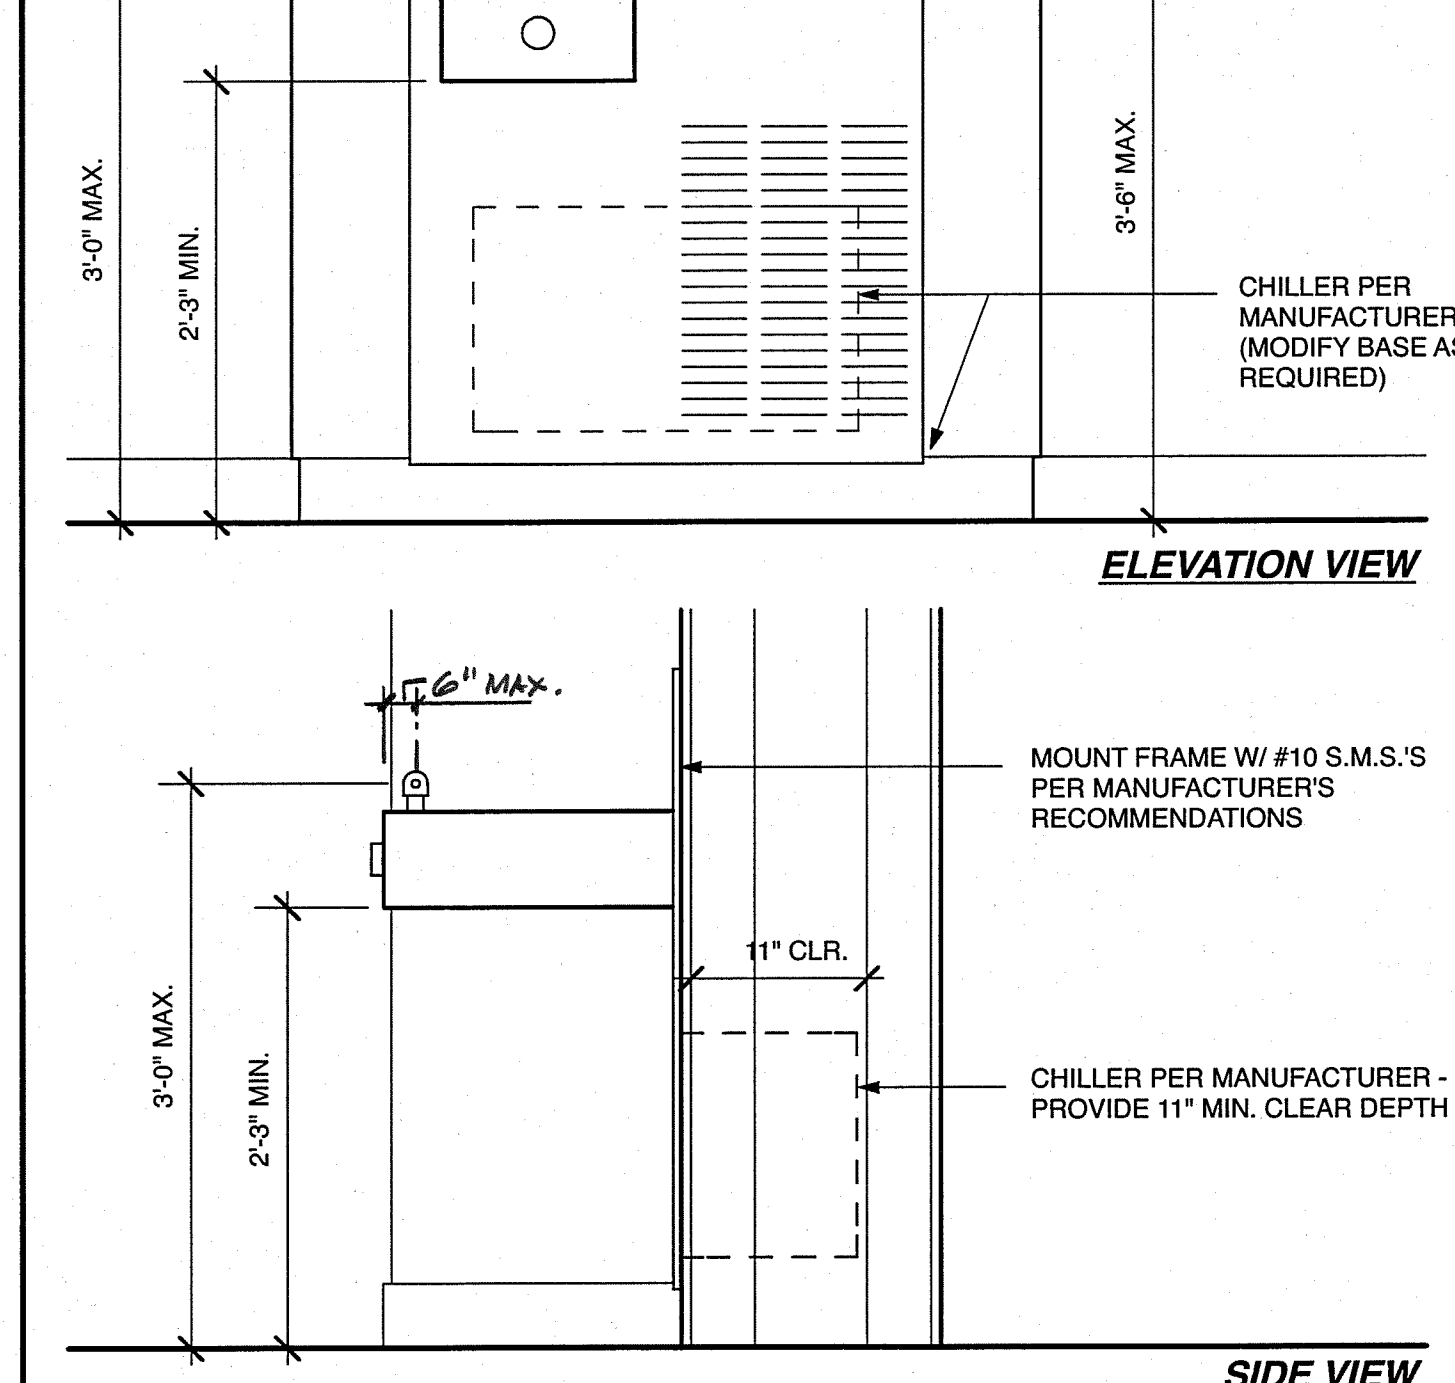 3'-0" MAX.
2'-3" MIN.
3'-6" MAX.
CHILLER PER
MANUFACTURER
(MODIFY BASE AS
REQUIRED)
ELEVATION VIEW
6" MAX.
MOUNT FRAME W/ #10 S.M.S.'S
PER MANUFACTURER'S
RECOMMENDATIONS
11" CLR.
3'-0" MAX.
2'-3" MIN.
CHILLER PER MANUFACTURER -
PROVIDE 11" MIN. CLEAR DEPTH
SIDE VIEW